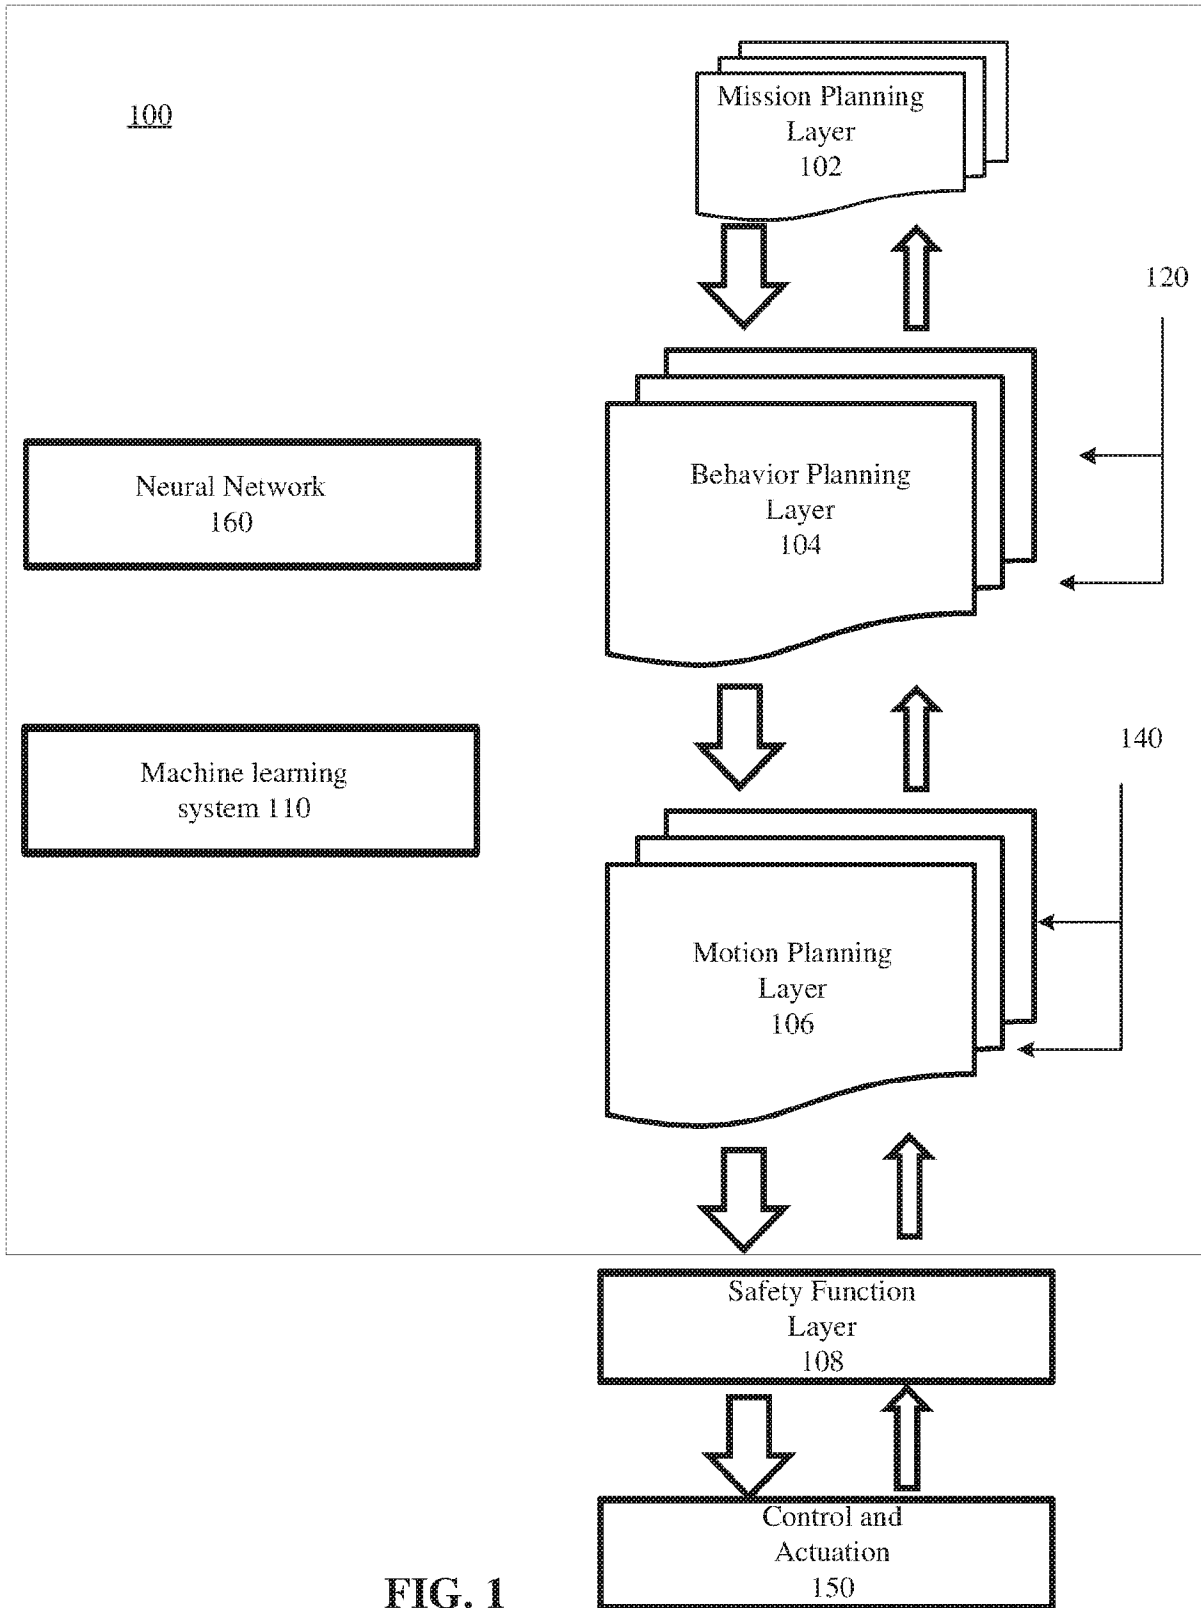 100
Mission Planning
Layer
102
120
Neural Network
160
Behavior Planning
Layer
104
Machine learning
system 110
140
Motion Planning
Layer
106
Safety Function
Layer
108
Control and
Actuation
150
FIG. 1